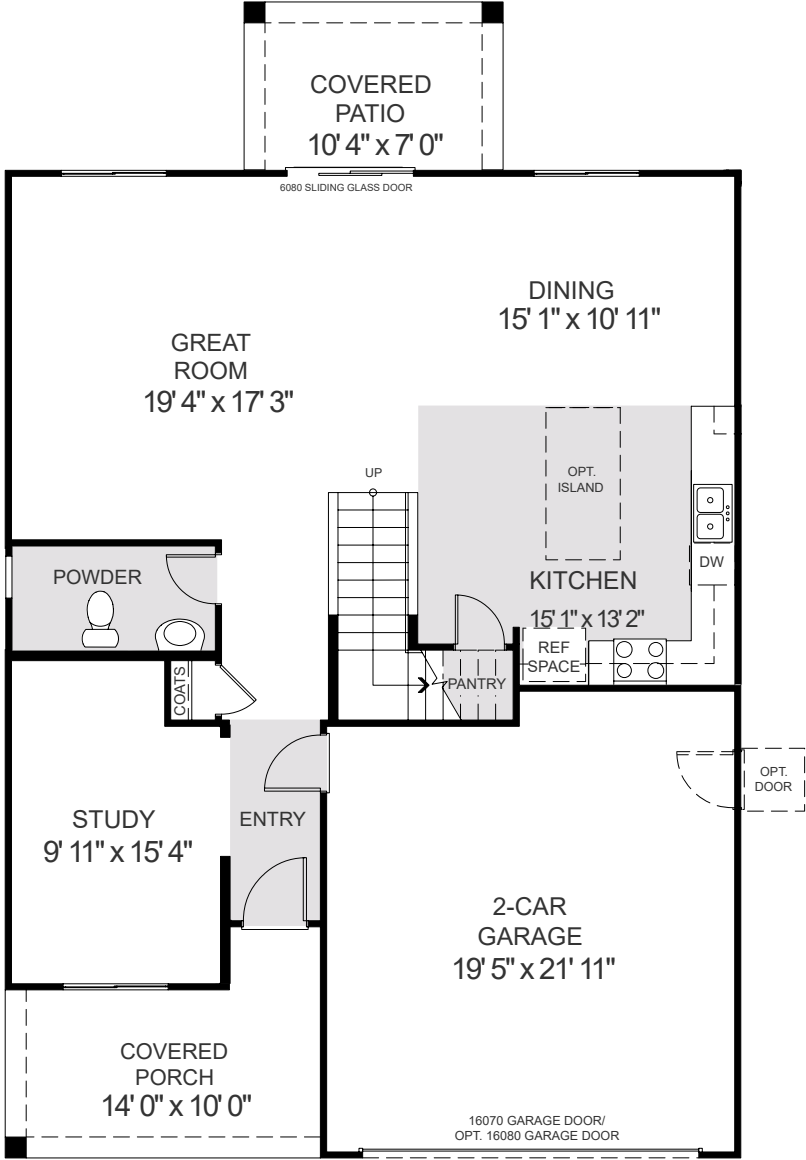 COVERED
PATIO
10' 4" x 7' 0"
6080 SLIDING GLASS DOOR
DINING
15' 1" x 10' 11"
GREAT
ROOM
19' 4" x 17' 3"
UP
OPT.
ISLAND
DW
POWDER
KITCHEN
15' 1" x 13' 2"
REF
SPACE
PANTRY
COATS
OPT.
DOOR
STUDY
9' 11" x 15' 4"
ENTRY
2-CAR
GARAGE
19' 5" x 21' 11"
COVERED
PORCH
14' 0" x 10' 0"
16070 GARAGE DOOR/
OPT. 16080 GARAGE DOOR